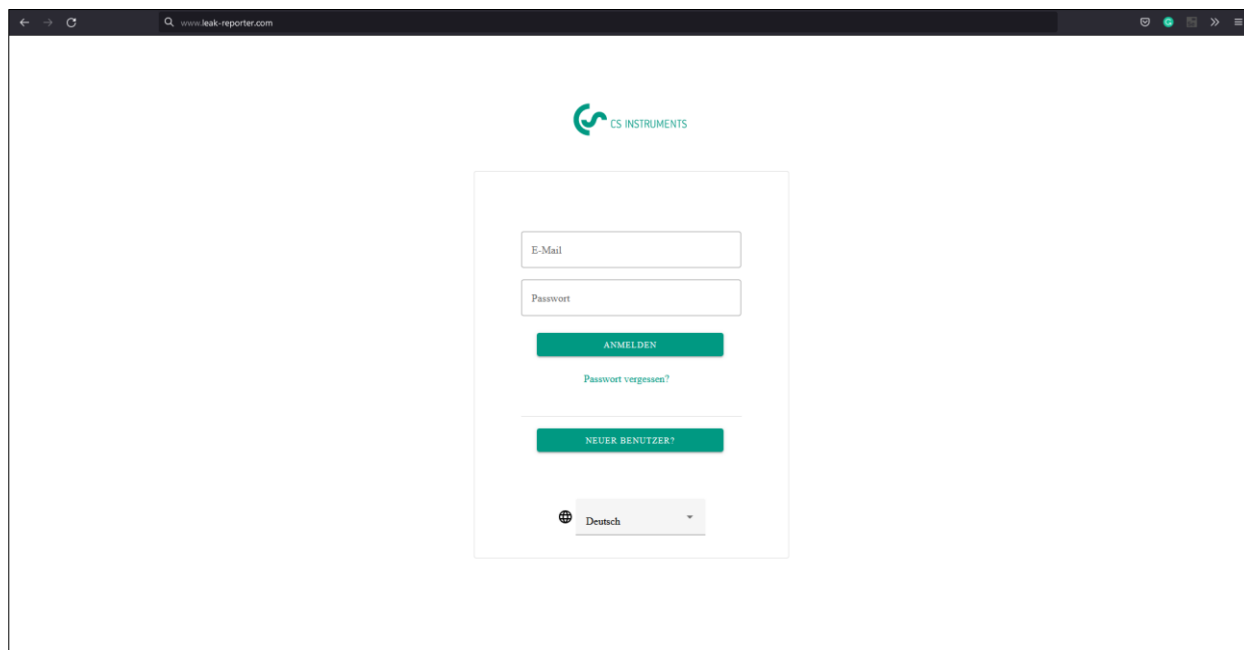 www.leak-reporter.com
CS INSTRUMENTS
E-Mail
Passwort
ANMELDEN
Passwort vergessen?
NEUER BENUTZER?
Deutsch